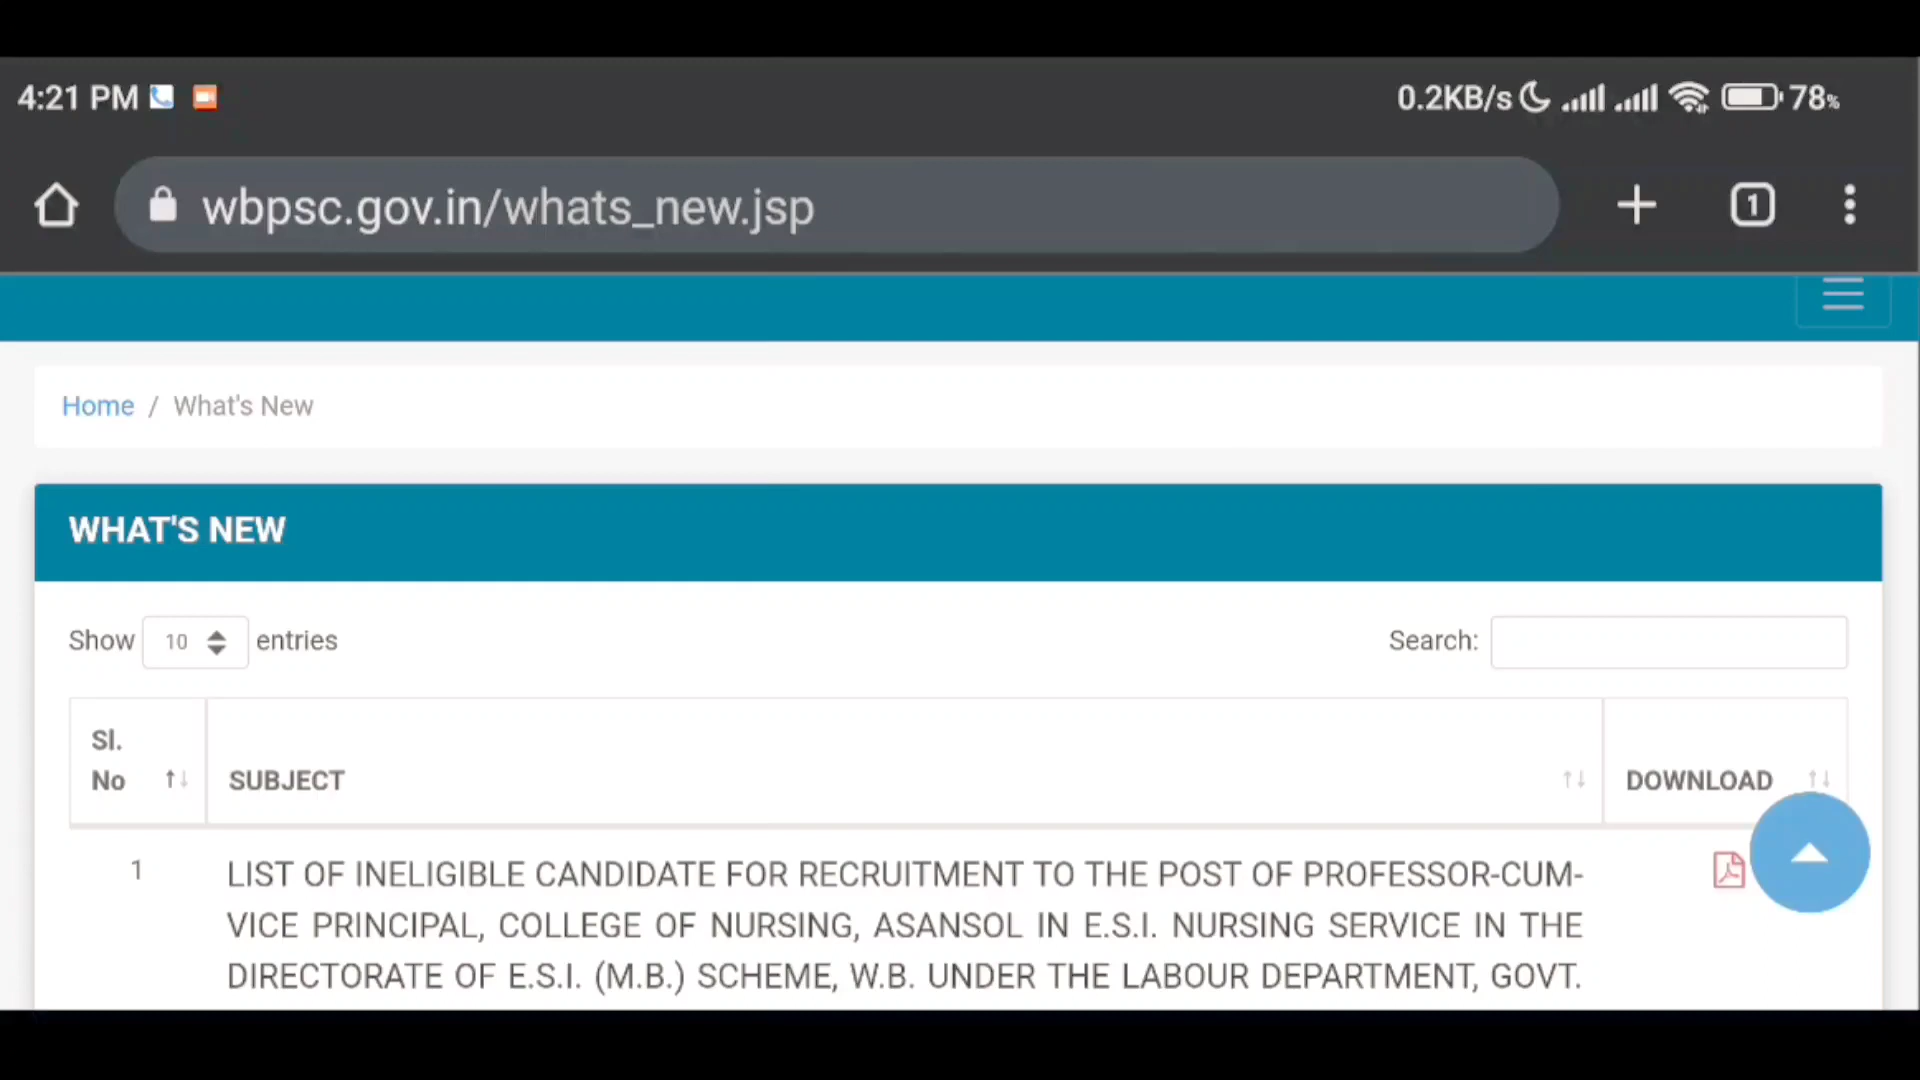 4:21 PM 0.2KB/s 78%
wbpsc.gov.in/whats_new.jsp 1
Home / What's New
WHAT'S NEW
Show 10 entries Search:
Sl.
No SUBJECT DOWNLOAD
1 LIST OF INELIGIBLE CANDIDATE FOR RECRUITMENT TO THE POST OF PROFESSOR-CUM-
VICE PRINCIPAL, COLLEGE OF NURSING, ASANSOL IN E.S.I. NURSING SERVICE IN THE
DIRECTORATE OF E.S.I. (M.B.) SCHEME, W.B. UNDER THE LABOUR DEPARTMENT, GOVT.